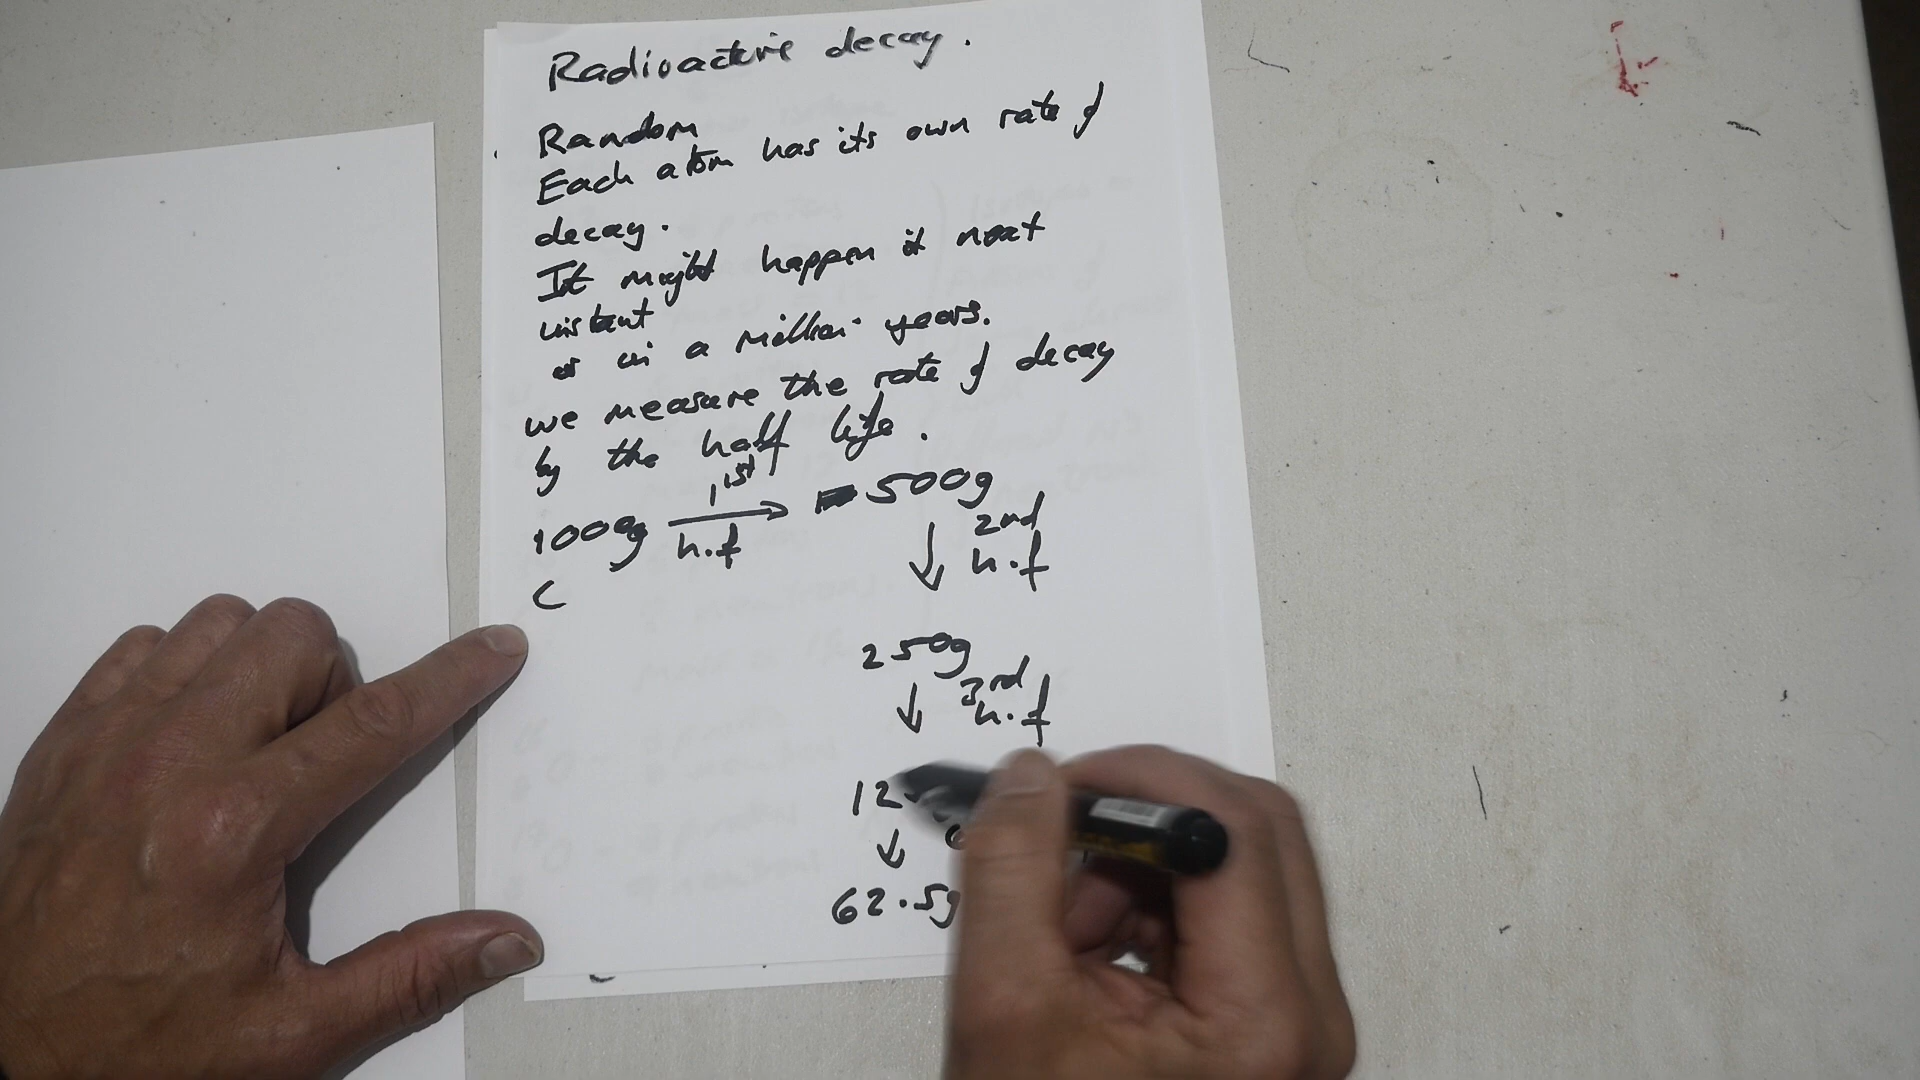 Radioactive decay.
Random
Each atom has its own rate of
decay.
It might happen it next
instant
or in a million years.
we measure the rate of decay
by the half life.
1000g 1st h.f 500g
C
2nd
h.f
250g
3rd
h.f
12
62.5g